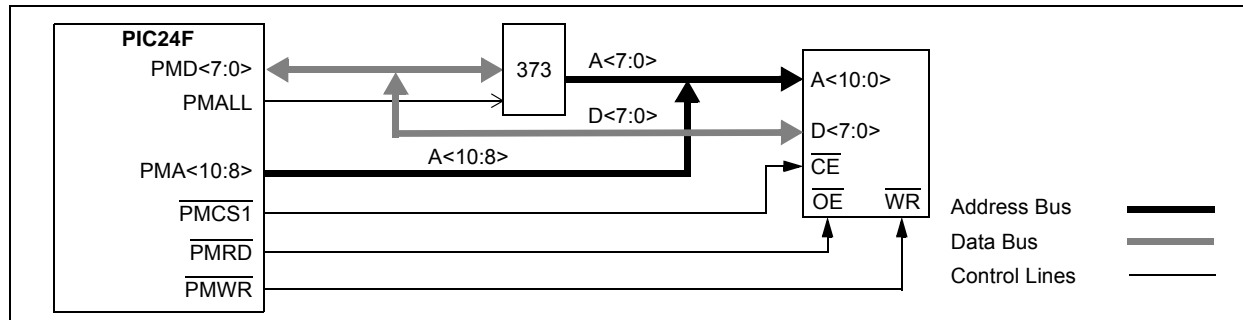 PIC24F
PMD<7:0>
PMALL
PMA<10:8>
PMCS1
PMRD
PMWR
373
A<7:0>
D<7:0>
A<10:8>
A<10:0>
D<7:0>
CE
OE WR
Address Bus
Data Bus
Control Lines